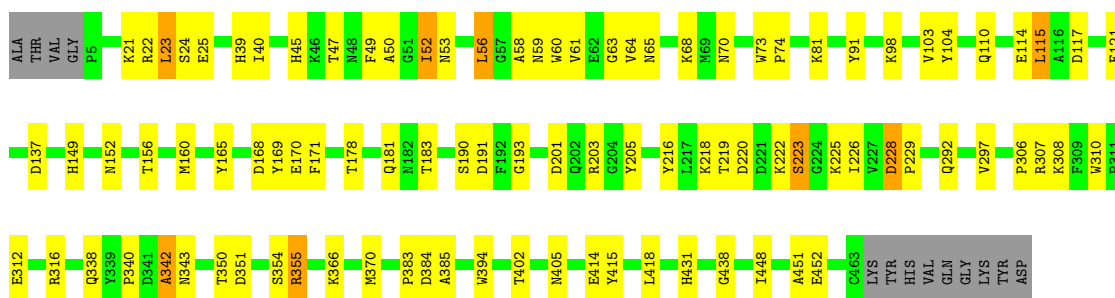 ALA THR VAL GLY P5 K21 R22 L23 S24 E25 H39 I40 H45 K46 T47 N48 F49 A50 G51 I52 N53 L56 G57 A58 N59 W60 V61 E62 G63 V64 N65 K68 M69 N70 W73 P74 K81 Y91 K98 V103 Y104 Q110 E114 L115 A116 D117
D137 H149 N152 T156 M160 Y165 D168 Y169 E170 F171 T178 Q181 N182 T183 S190 D191 F192 G193 D201 Q202 R203 G204 Y205 Y216 L217 K218 T219 D220 D221 K222 S223 G224 K225 I226 V227 D228 P229 Q292 V297 P306 R307 K308 F309 W310
E312 R316 Q338 Y339 P340 D341 A342 N343 T350 D351 S354 R355 K366 M370 P383 D384 A385 W394 T402 N405 E414 Y415 L418 H431 G438 I448 A451 E452 C463 LYS TYR HIS VAL GLN GLY LYS TYR ASP